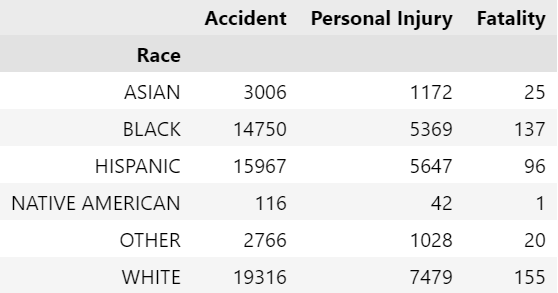 Accident Personal Injury Fatality
Race
ASIAN 3006 1172 25
BLACK 14750 5369 137
HISPANIC 15967 5647 96
NATIVE AMERICAN 116 42 1
OTHER 2766 1028 20
WHITE 19316 7479 155